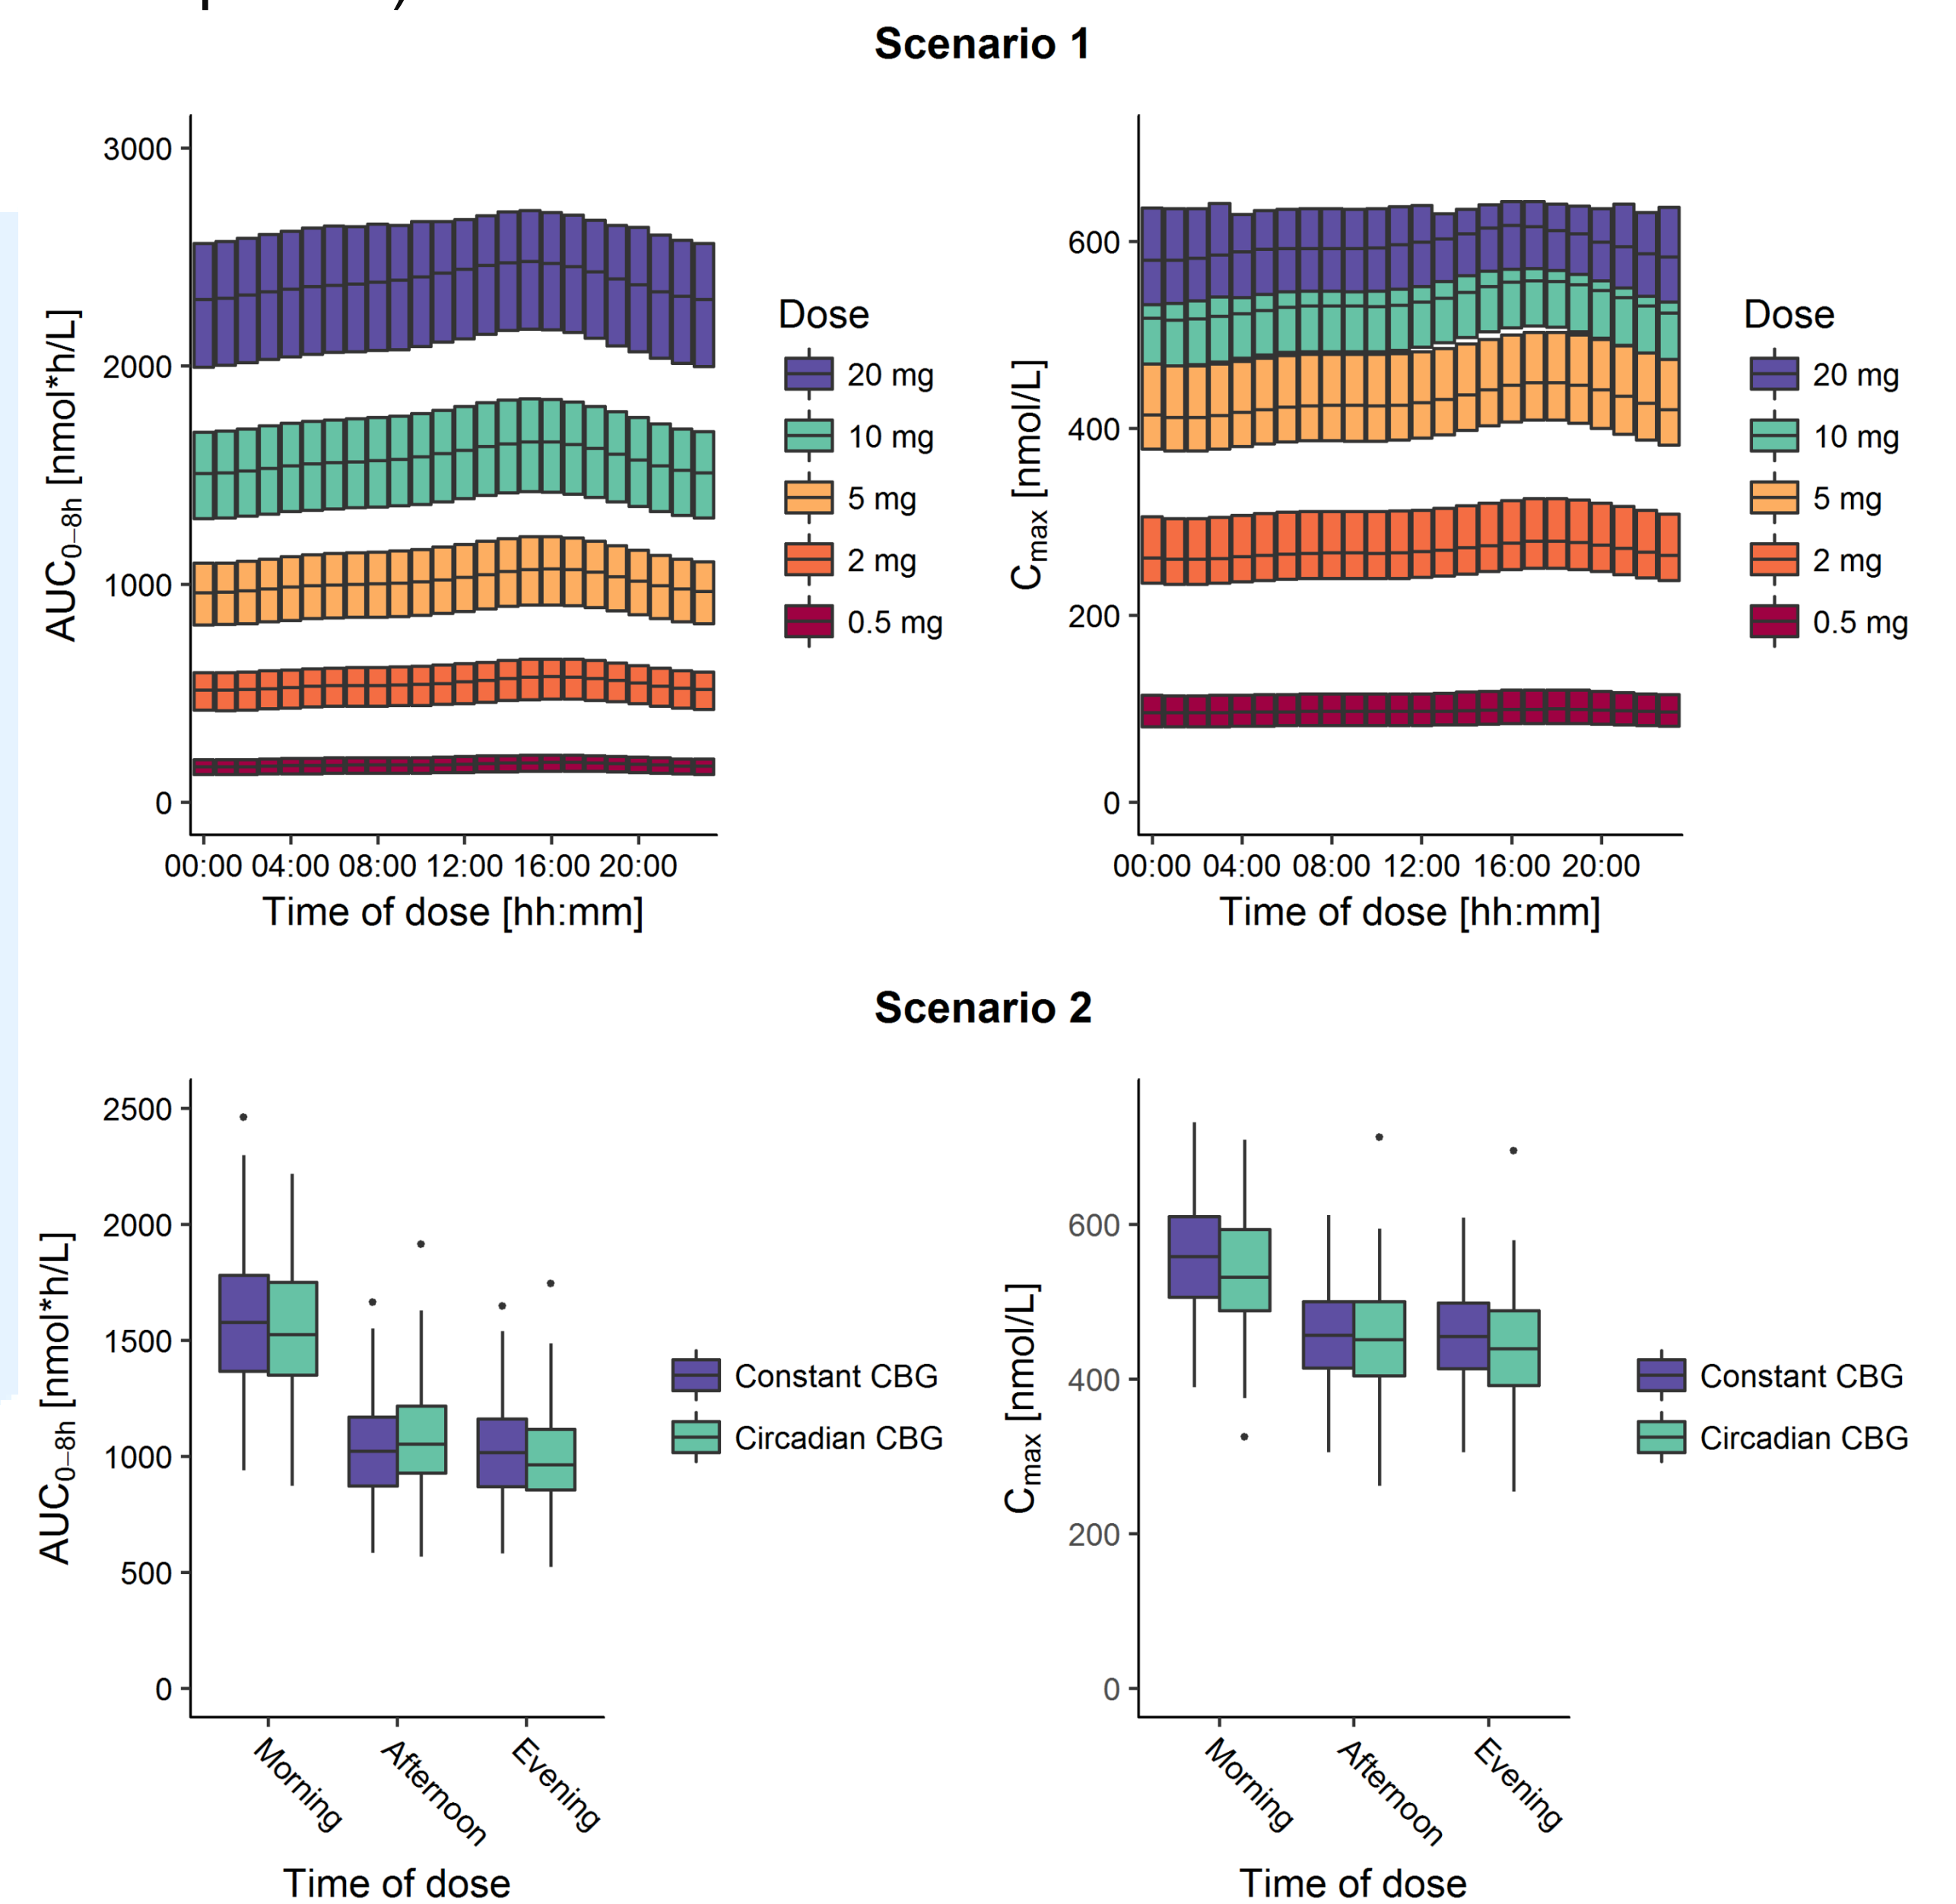 Scenario 1
3000
2000
1000
0
AUC0–8h [nmol*h/L]
00:00 04:00 08:00 12:00 16:00 20:00
Time of dose [hh:mm]
Dose
20 mg
10 mg
5 mg
2 mg
0.5 mg
600
400
200
0
Cmax [nmol/L]
00:00 04:00 08:00 12:00 16:00 20:00
Time of dose [hh:mm]
Dose
20 mg
10 mg
5 mg
2 mg
0.5 mg
Scenario 2
2500
2000
1500
1000
500
0
AUC0–8h [nmol*h/L]
Morning
Afternoon
Evening
Time of dose
Constant CBG
Circadian CBG
600
400
200
0
Cmax [nmol/L]
Morning
Afternoon
Evening
Time of dose
Constant CBG
Circadian CBG